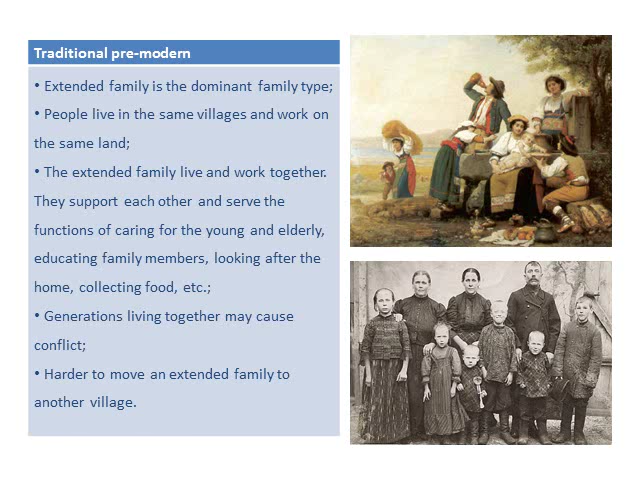 Traditional pre-modern
• Extended family is the dominant family type;
• People live in the same villages and work on
the same land;
• The extended family live and work together.
They support each other and serve the
functions of caring for the young and elderly,
educating family members, looking after the
home, collecting food, etc.;
• Generations living together may cause
conflict;
• Harder to move an extended family to
another village.